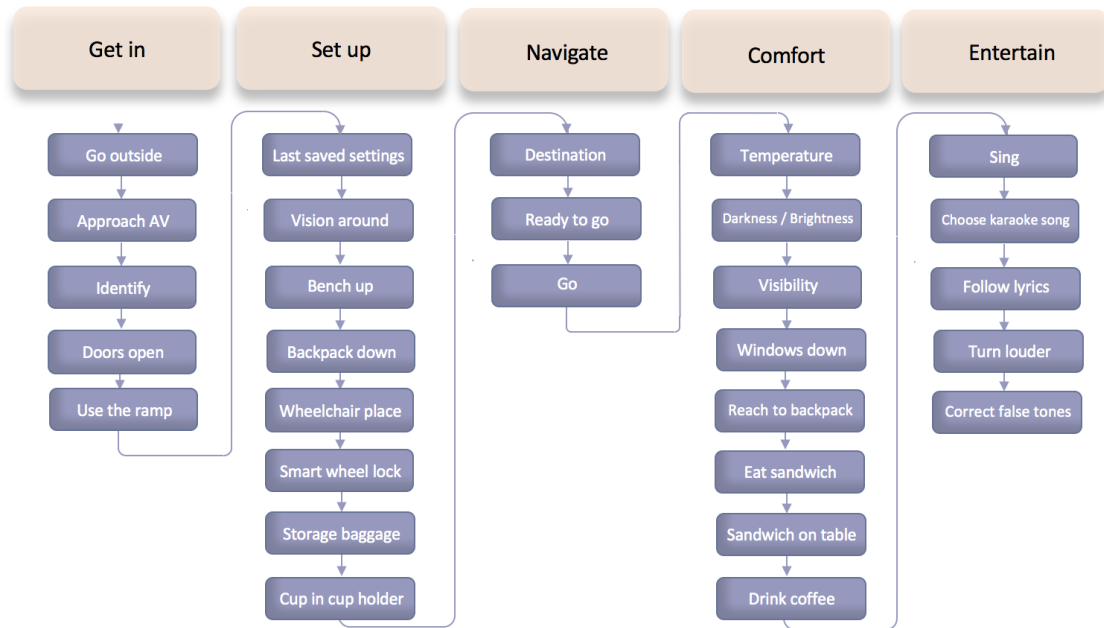 Get in
Set up
Navigate
Comfort
Entertain
Go outside
Approach AV
Identify
Doors open
Use the ramp
Last saved settings
Vision around
Bench up
Backpack down
Wheelchair place
Smart wheel lock
Storage baggage
Cup in cup holder
Destination
Ready to go
Go
Temperature
Darkness / Brightness
Visibility
Windows down
Reach to backpack
Eat sandwich
Sandwich on table
Drink coffee
Sing
Choose karaoke song
Follow lyrics
Turn louder
Correct false tones